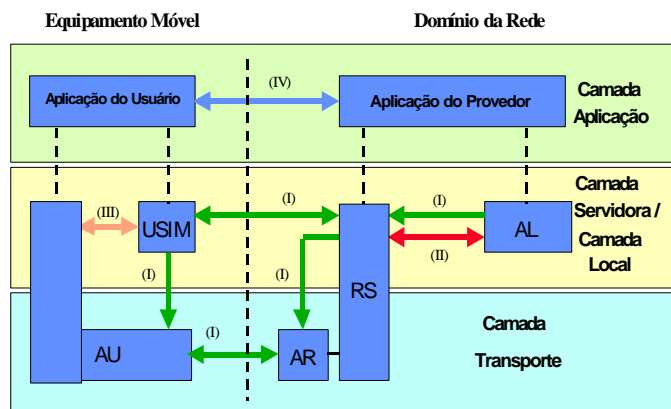 Equipamento Móvel
Domínio da Rede
Aplicação do Usuário
(IV)
Aplicação do Provedor
Camada
Aplicação
(III)
USIM
(I)
(I)
AL
Camada
Servidora /
Camada
Local
(I)
(I)
(II)
RS
AU
(I)
AR
Camada
Transporte